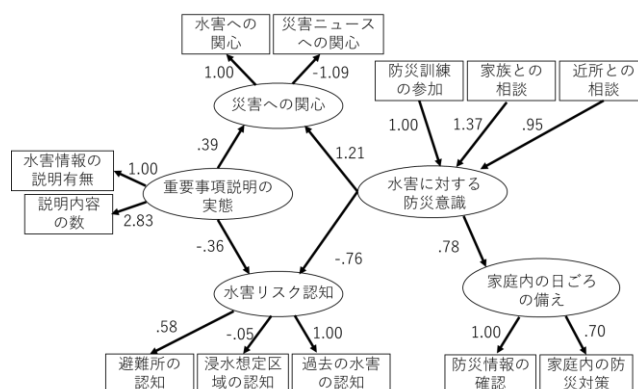 水害への
関心
災害ニュース
への関心
防災訓練
の参加
家族との
相談
近所との
相談
1.00
-1.09
災害への関心
1.00
1.37
.95
.39
1.21
水害情報の
説明有無
1.00
説明内容
の数
2.83
重要事項説明の
実態
水害に対する
防災意識
-.36
-.76
.78
水害リスク認知
家庭内の日ごろ
の備え
.58
-.05
1.00
1.00
.70
避難所の
認知
浸水想定区
域の認知
過去の水害
の認知
防災情報の
確認
家庭内の防
災対策